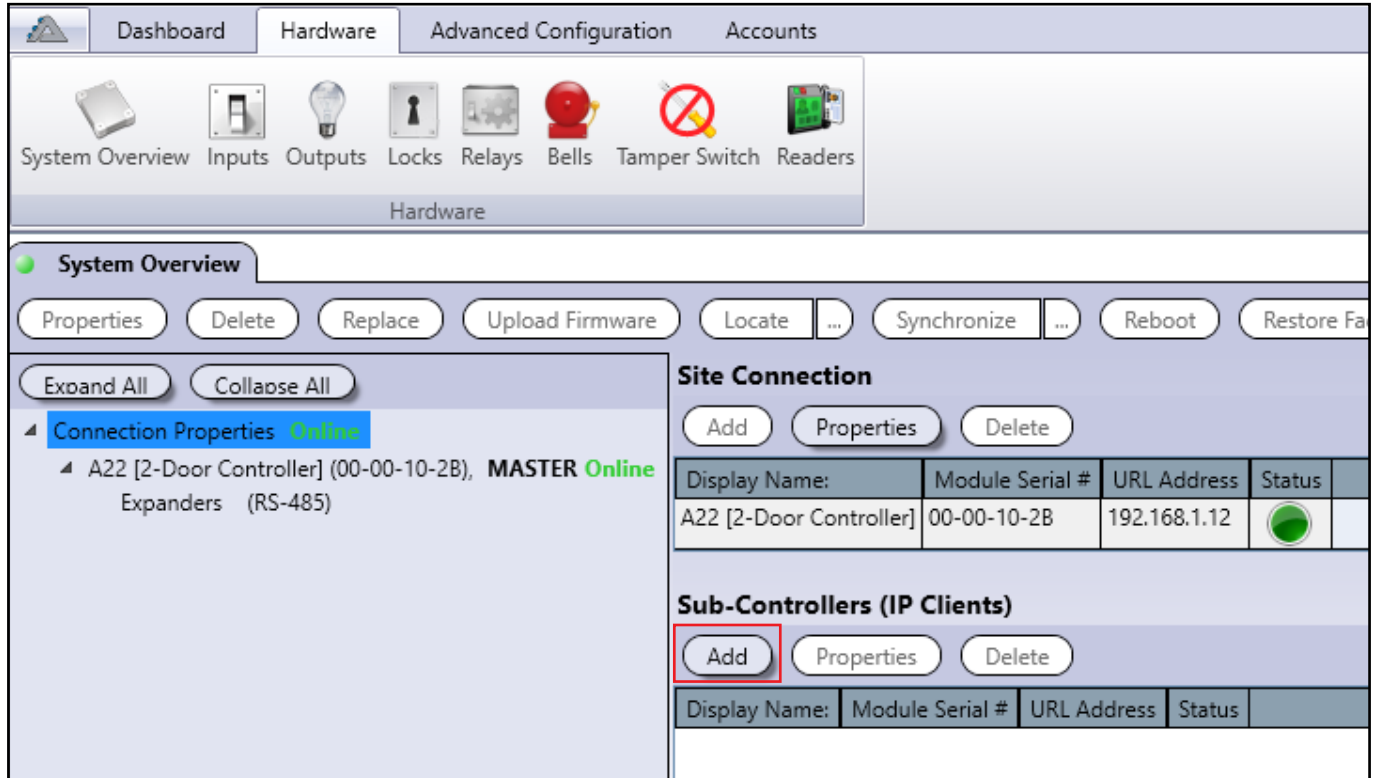 Dashboard Hardware Advanced Configuration Accounts
System Overview Inputs Outputs Locks Relays Bells Tamper Switch Readers
Hardware
System Overview
Properties Delete Replace Upload Firmware Locate ... Synchronize ... Reboot Restore Fa
Expand All Collapse All
Connection Properties Online
A22 [2-Door Controller] (00-00-10-2B), MASTER Online
Expanders (RS-485)
Site Connection
Add Properties Delete
Display Name: Module Serial # URL Address Status
A22 [2-Door Controller] 00-00-10-2B 192.168.1.12
Sub-Controllers (IP Clients)
Add Properties Delete
Display Name: Module Serial # URL Address Status